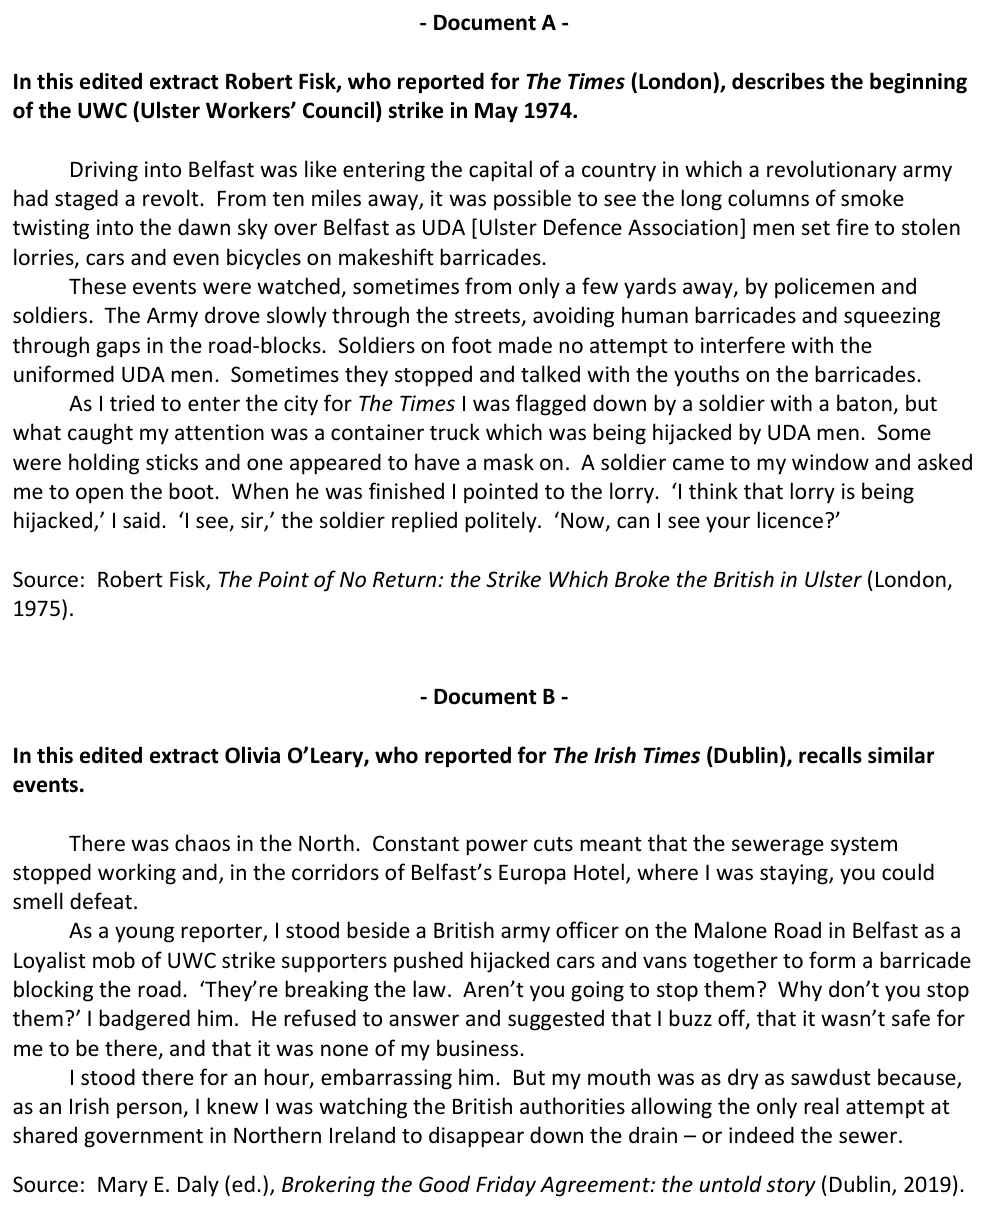 - Document A -
In this edited extract Robert Fisk, who reported for The Times (London), describes the beginning
of the UWC (Ulster Workers’ Council) strike in May 1974.
Driving into Belfast was like entering the capital of a country in which a revolutionary army
had staged a revolt.  From ten miles away, it was possible to see the long columns of smoke
twisting into the dawn sky over Belfast as UDA [Ulster Defence Association] men set fire to stolen
lorries, cars and even bicycles on makeshift barricades.
These events were watched, sometimes from only a few yards away, by policemen and
soldiers.  The Army drove slowly through the streets, avoiding human barricades and squeezing
through gaps in the road-blocks.  Soldiers on foot made no attempt to interfere with the
uniformed UDA men.  Sometimes they stopped and talked with the youths on the barricades.
As I tried to enter the city for The Times I was flagged down by a soldier with a baton, but
what caught my attention was a container truck which was being hijacked by UDA men.  Some
were holding sticks and one appeared to have a mask on.  A soldier came to my window and asked
me to open the boot.  When he was finished I pointed to the lorry.  ‘I think that lorry is being
hijacked,’ I said.  ‘I see, sir,’ the soldier replied politely.  ‘Now, can I see your licence?’
Source:  Robert Fisk, The Point of No Return: the Strike Which Broke the British in Ulster (London,
1975).
- Document B -
In this edited extract Olivia O’Leary, who reported for The Irish Times (Dublin), recalls similar
events.
There was chaos in the North.  Constant power cuts meant that the sewerage system
stopped working and, in the corridors of Belfast’s Europa Hotel, where I was staying, you could
smell defeat.
As a young reporter, I stood beside a British army officer on the Malone Road in Belfast as a
Loyalist mob of UWC strike supporters pushed hijacked cars and vans together to form a barricade
blocking the road.  ‘They’re breaking the law.  Aren’t you going to stop them?  Why don’t you stop
them?’ I badgered him.  He refused to answer and suggested that I buzz off, that it wasn’t safe for
me to be there, and that it was none of my business.
I stood there for an hour, embarrassing him.  But my mouth was as dry as sawdust because,
as an Irish person, I knew I was watching the British authorities allowing the only real attempt at
shared government in Northern Ireland to disappear down the drain – or indeed the sewer.
Source:  Mary E. Daly (ed.), Brokering the Good Friday Agreement: the untold story (Dublin, 2019).